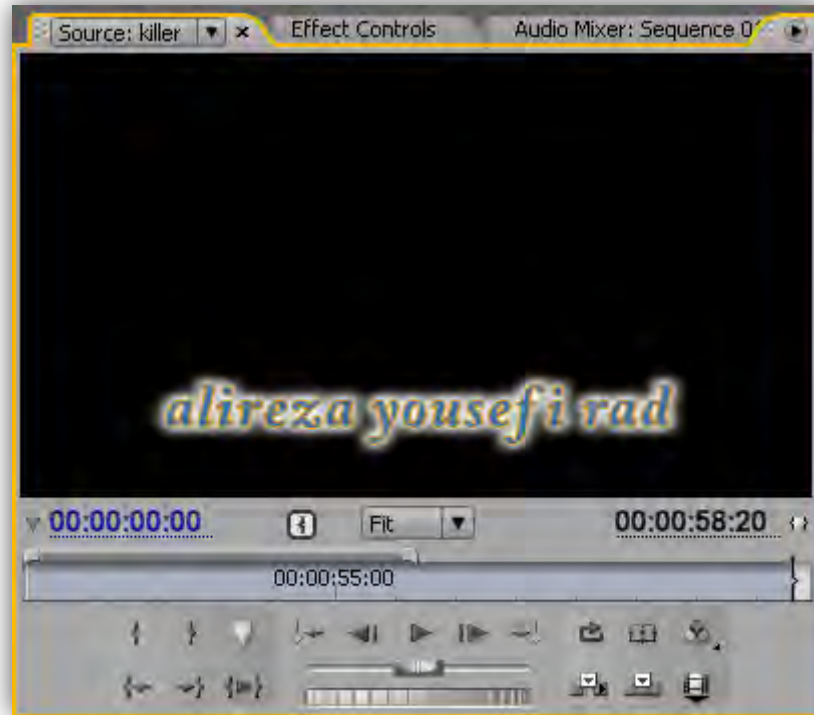 Source: killer Effect Controls Audio Mixer: Sequence 0
alireza yousefi rad
00:00:00:00 Fit 00:00:58:20
00:00:55:00